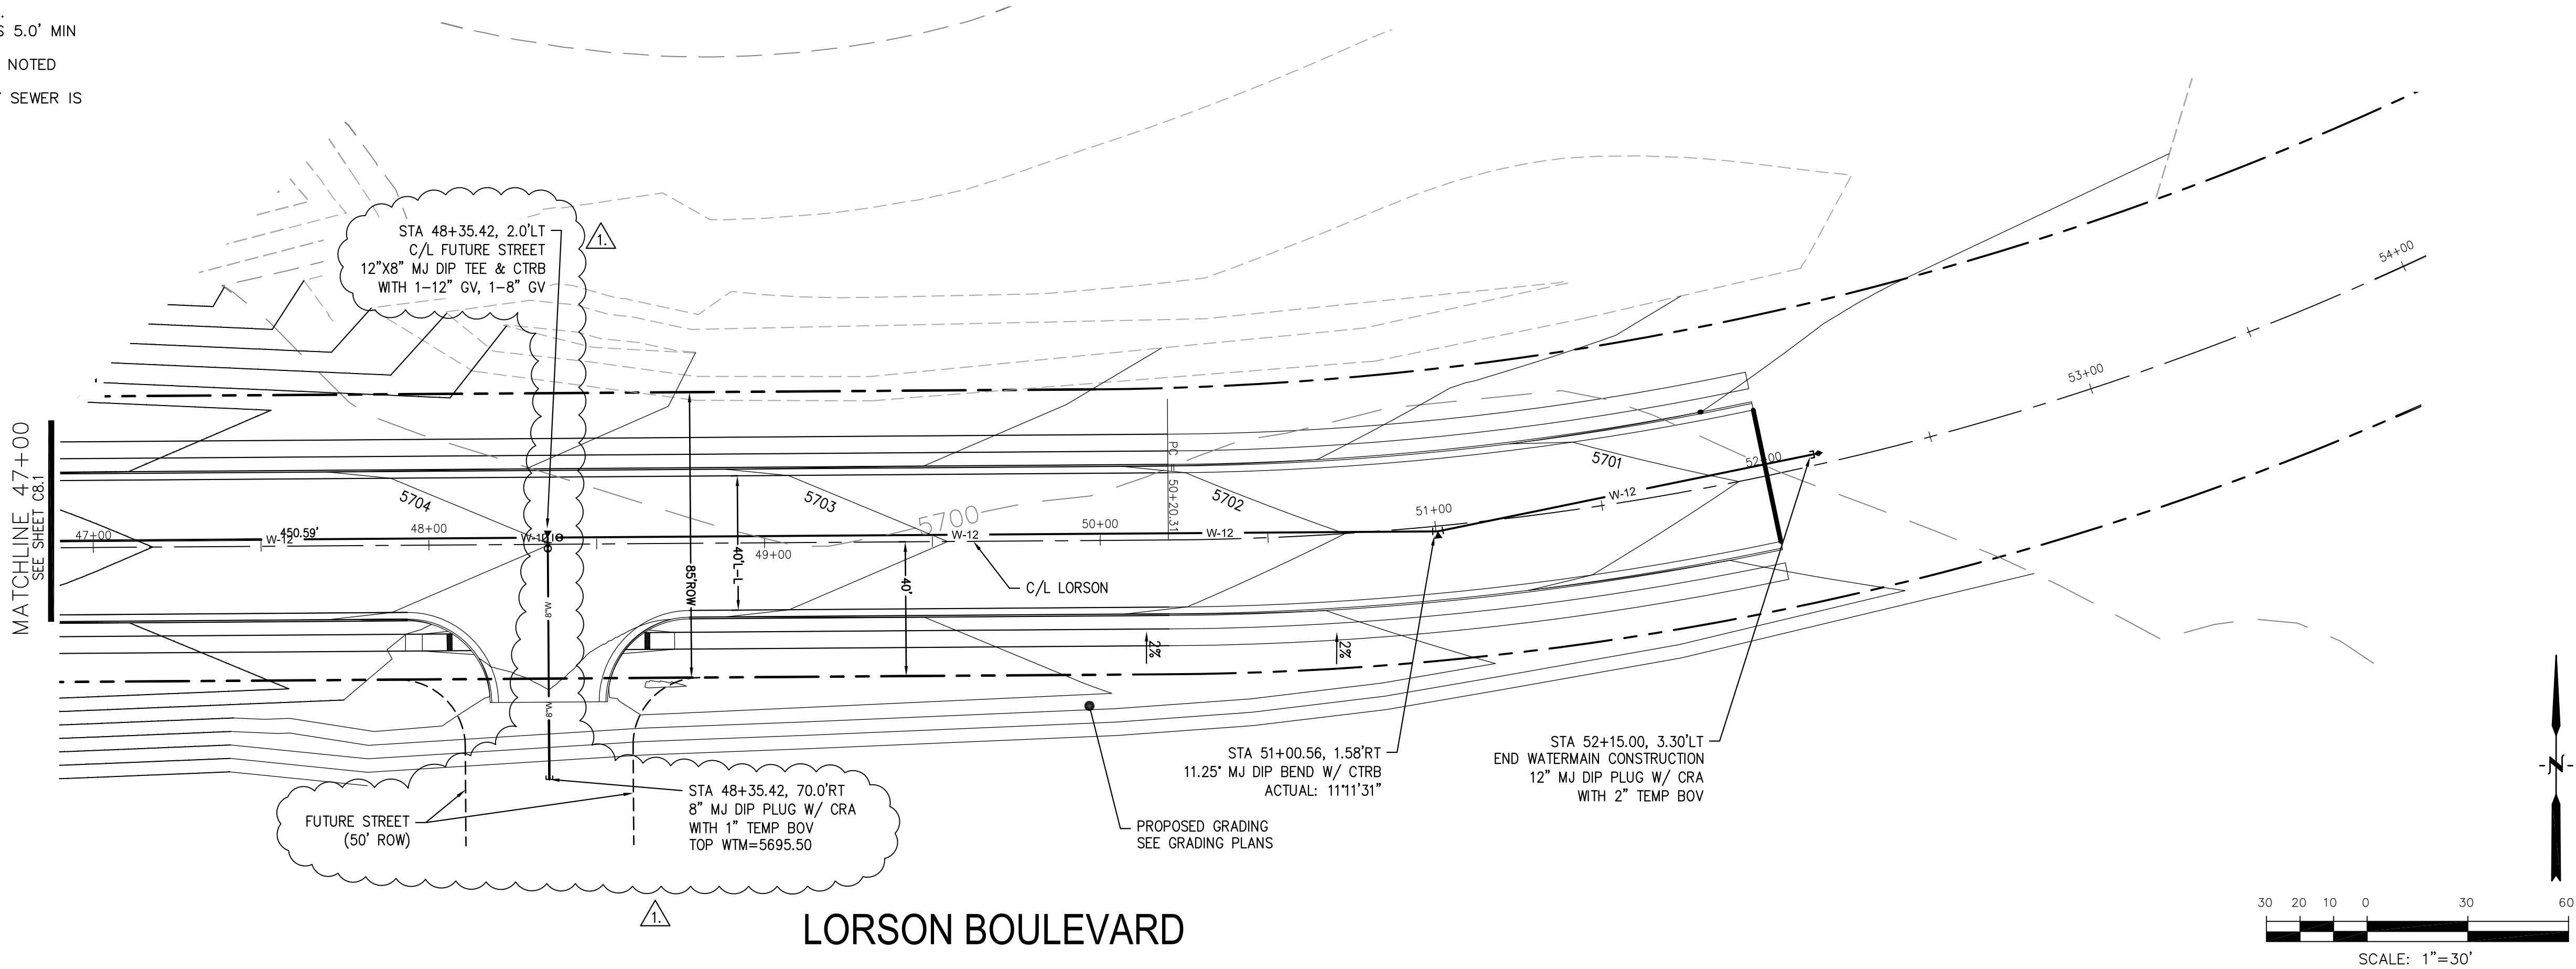 S 5.0' MIN
NOTED
SEWER IS
STA 48+35.42, 2.0'LT
C/L FUTURE STREET
12"X8" MJ DIP TEE & CTRB
WITH 1-12" GV, 1-8" GV
1.
54+00
53+00
MATCHLINE 47+00
SEE SHEET C8.1
47+00
W-12
450.59'
48+00
5704
W-12
49+00
5703
5700
W-12
50+00
PC = 50+20.31
5702
W-12
51+00
5701
W-12
52+00
40'L-L
85'ROW
40'
C/L LORSON
WL8
WL8
2%
2%
STA 51+00.56, 1.58'RT
11.25° MJ DIP BEND W/ CTRB
ACTUAL: 11°11'31"
STA 52+15.00, 3.30'LT
END WATERMAIN CONSTRUCTION
12" MJ DIP PLUG W/ CRA
WITH 2" TEMP BOV
FUTURE STREET
(50' ROW)
STA 48+35.42, 70.0'RT
8" MJ DIP PLUG W/ CRA
WITH 1" TEMP BOV
TOP WTM=5695.50
PROPOSED GRADING
SEE GRADING PLANS
1.
LORSON BOULEVARD
N
30 20 10 0 30 60
SCALE: 1"=30'